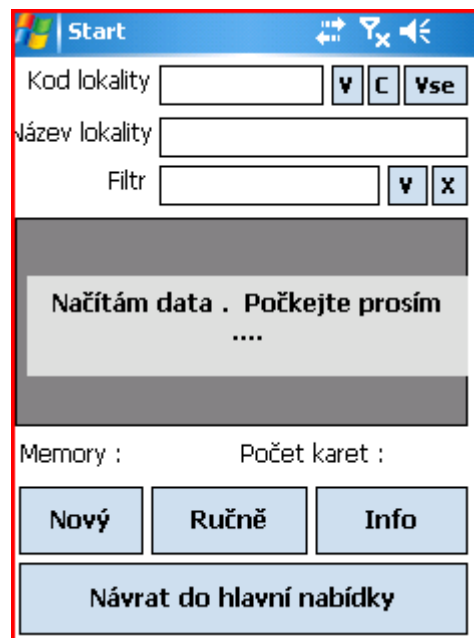 Start
Kod lokality V C Vse
Název lokality
Filtr V X
Načítám data . Počkejte prosím
....
Memory : Počet karet :
Nový Ručně Info
Návrat do hlavní nabídky